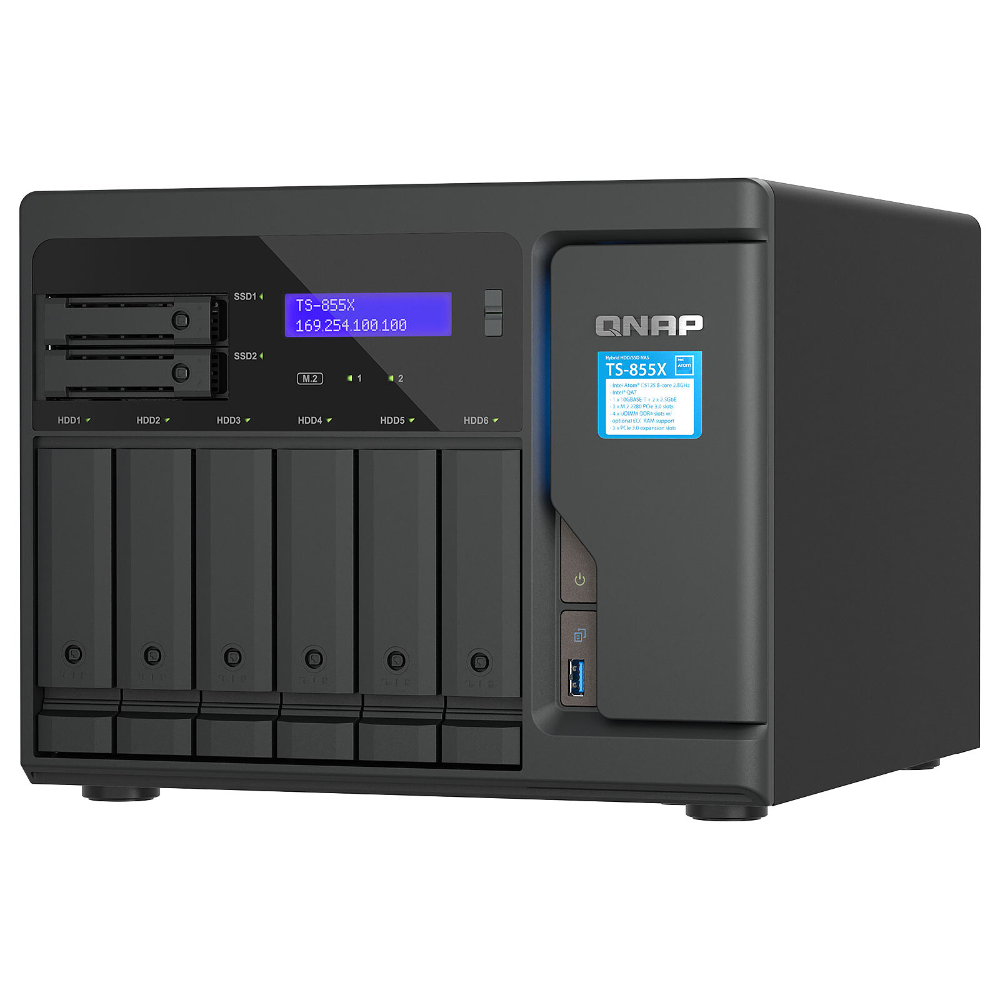 SSD1
TS-855X
169.254.100.100
SSD2
M.2 1 2
HDD1 HDD2 HDD3 HDD4 HDD5 HDD6
QNAP
Hybrid HDD/SSD NAS
TS-855X
intel
ATOM
· Intel Atom® C5125 8-core 2.8GHz
· Intel® QAT
· 1 x 10GBASE-T + 2 x 2.5GbE
· 2 x M.2 2280 PCIe 3.0 slots
· 4 x UDIMM DDR4 slots w/
optional ECC RAM support
· 2 x PCIe 3.0 expansion slots